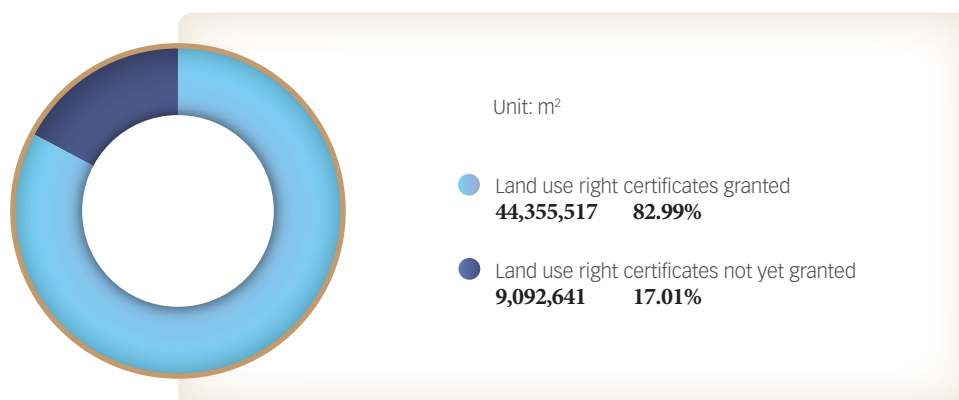 Unit: m²
Land use right certificates granted
44,355,517 82.99%
Land use right certificates not yet granted
9,092,641 17.01%